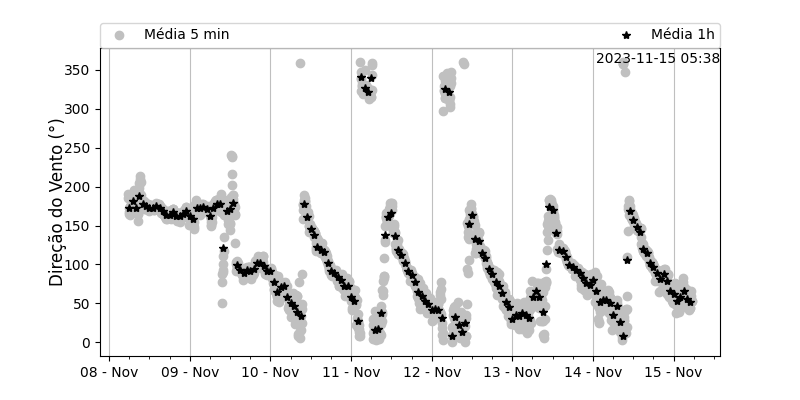 Média 5 min
Média 1h
2023-11-15 05:38
Direção do Vento (°)
350
300
250
200
150
100
50
0
08 - Nov
09 - Nov
10 - Nov
11 - Nov
12 - Nov
13 - Nov
14 - Nov
15 - Nov